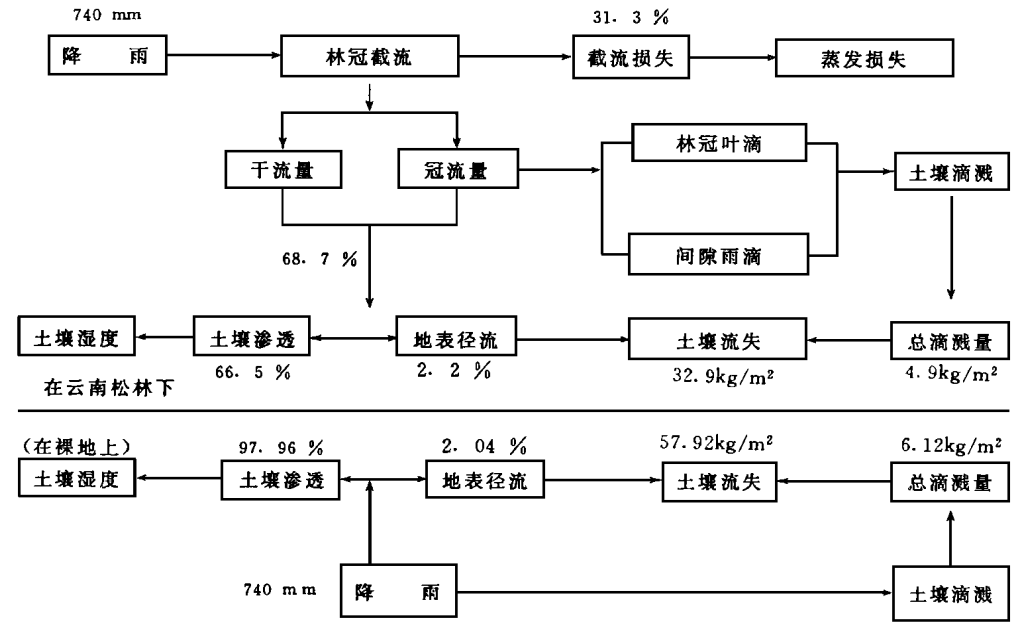 740 mm
31. 3 %
降 雨
林冠截流
截流损失
蒸发损失
干流量
冠流量
林冠叶滴
土壤滴溅
间隙雨滴
68. 7 %
土壤湿度
土壤渗透
地表径流
土壤流失
总滴溅量
66. 5 %
2. 2 %
32.9kg/m²
4.9kg/m²
在云南松林下
(在裸地上)
97. 96 %
2. 04 %
57.92kg/m²
6.12kg/m²
土壤湿度
土壤渗透
地表径流
土壤流失
总滴溅量
740 mm
降 雨
土壤滴溅